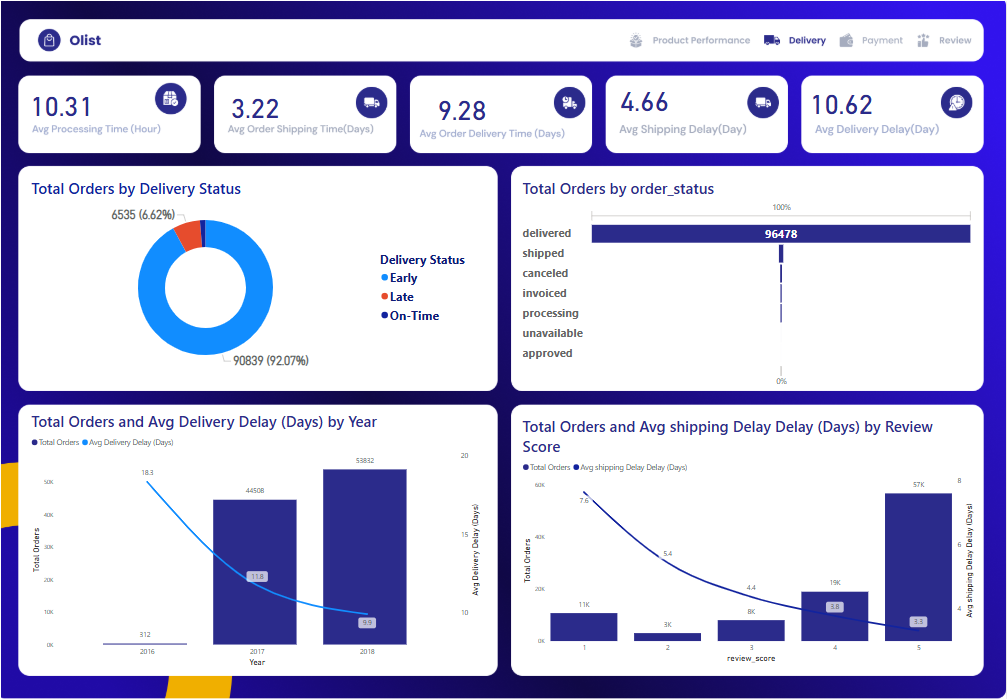 Olist
Product Performance
Delivery
Payment
Review
10.31
Avg Processing Time (Hour)
3.22
Avg Order Shipping Time(Days)
9.28
Avg Order Delivery Time (Days)
4.66
Avg Shipping Delay(Day)
10.62
Avg Delivery Delay(Day)
Total Orders by Delivery Status
6535 (6.62%)
90839 (92.07%)
Delivery Status
Early
Late
On-Time
Total Orders by order_status
100%
delivered
96478
shipped
canceled
invoiced
processing
unavailable
approved
0%
Total Orders and Avg Delivery Delay (Days) by Year
Total Orders
Avg Delivery Delay (Days)
Total Orders
50K
40K
30K
20K
10K
0K
18.3
312
44508
11.8
53832
9.9
20
15
10
Avg Delivery Delay (Days)
2016
2017
2018
Year
Total Orders and Avg shipping Delay Delay (Days) by Review
Score
Total Orders
Avg shipping Delay Delay (Days)
Total Orders
60K
40K
20K
0K
7.6
11K
5.4
3K
4.4
8K
19K
3.8
57K
3.3
8
6
4
Avg shipping Delay Delay (Days)
1
2
3
4
5
review_score